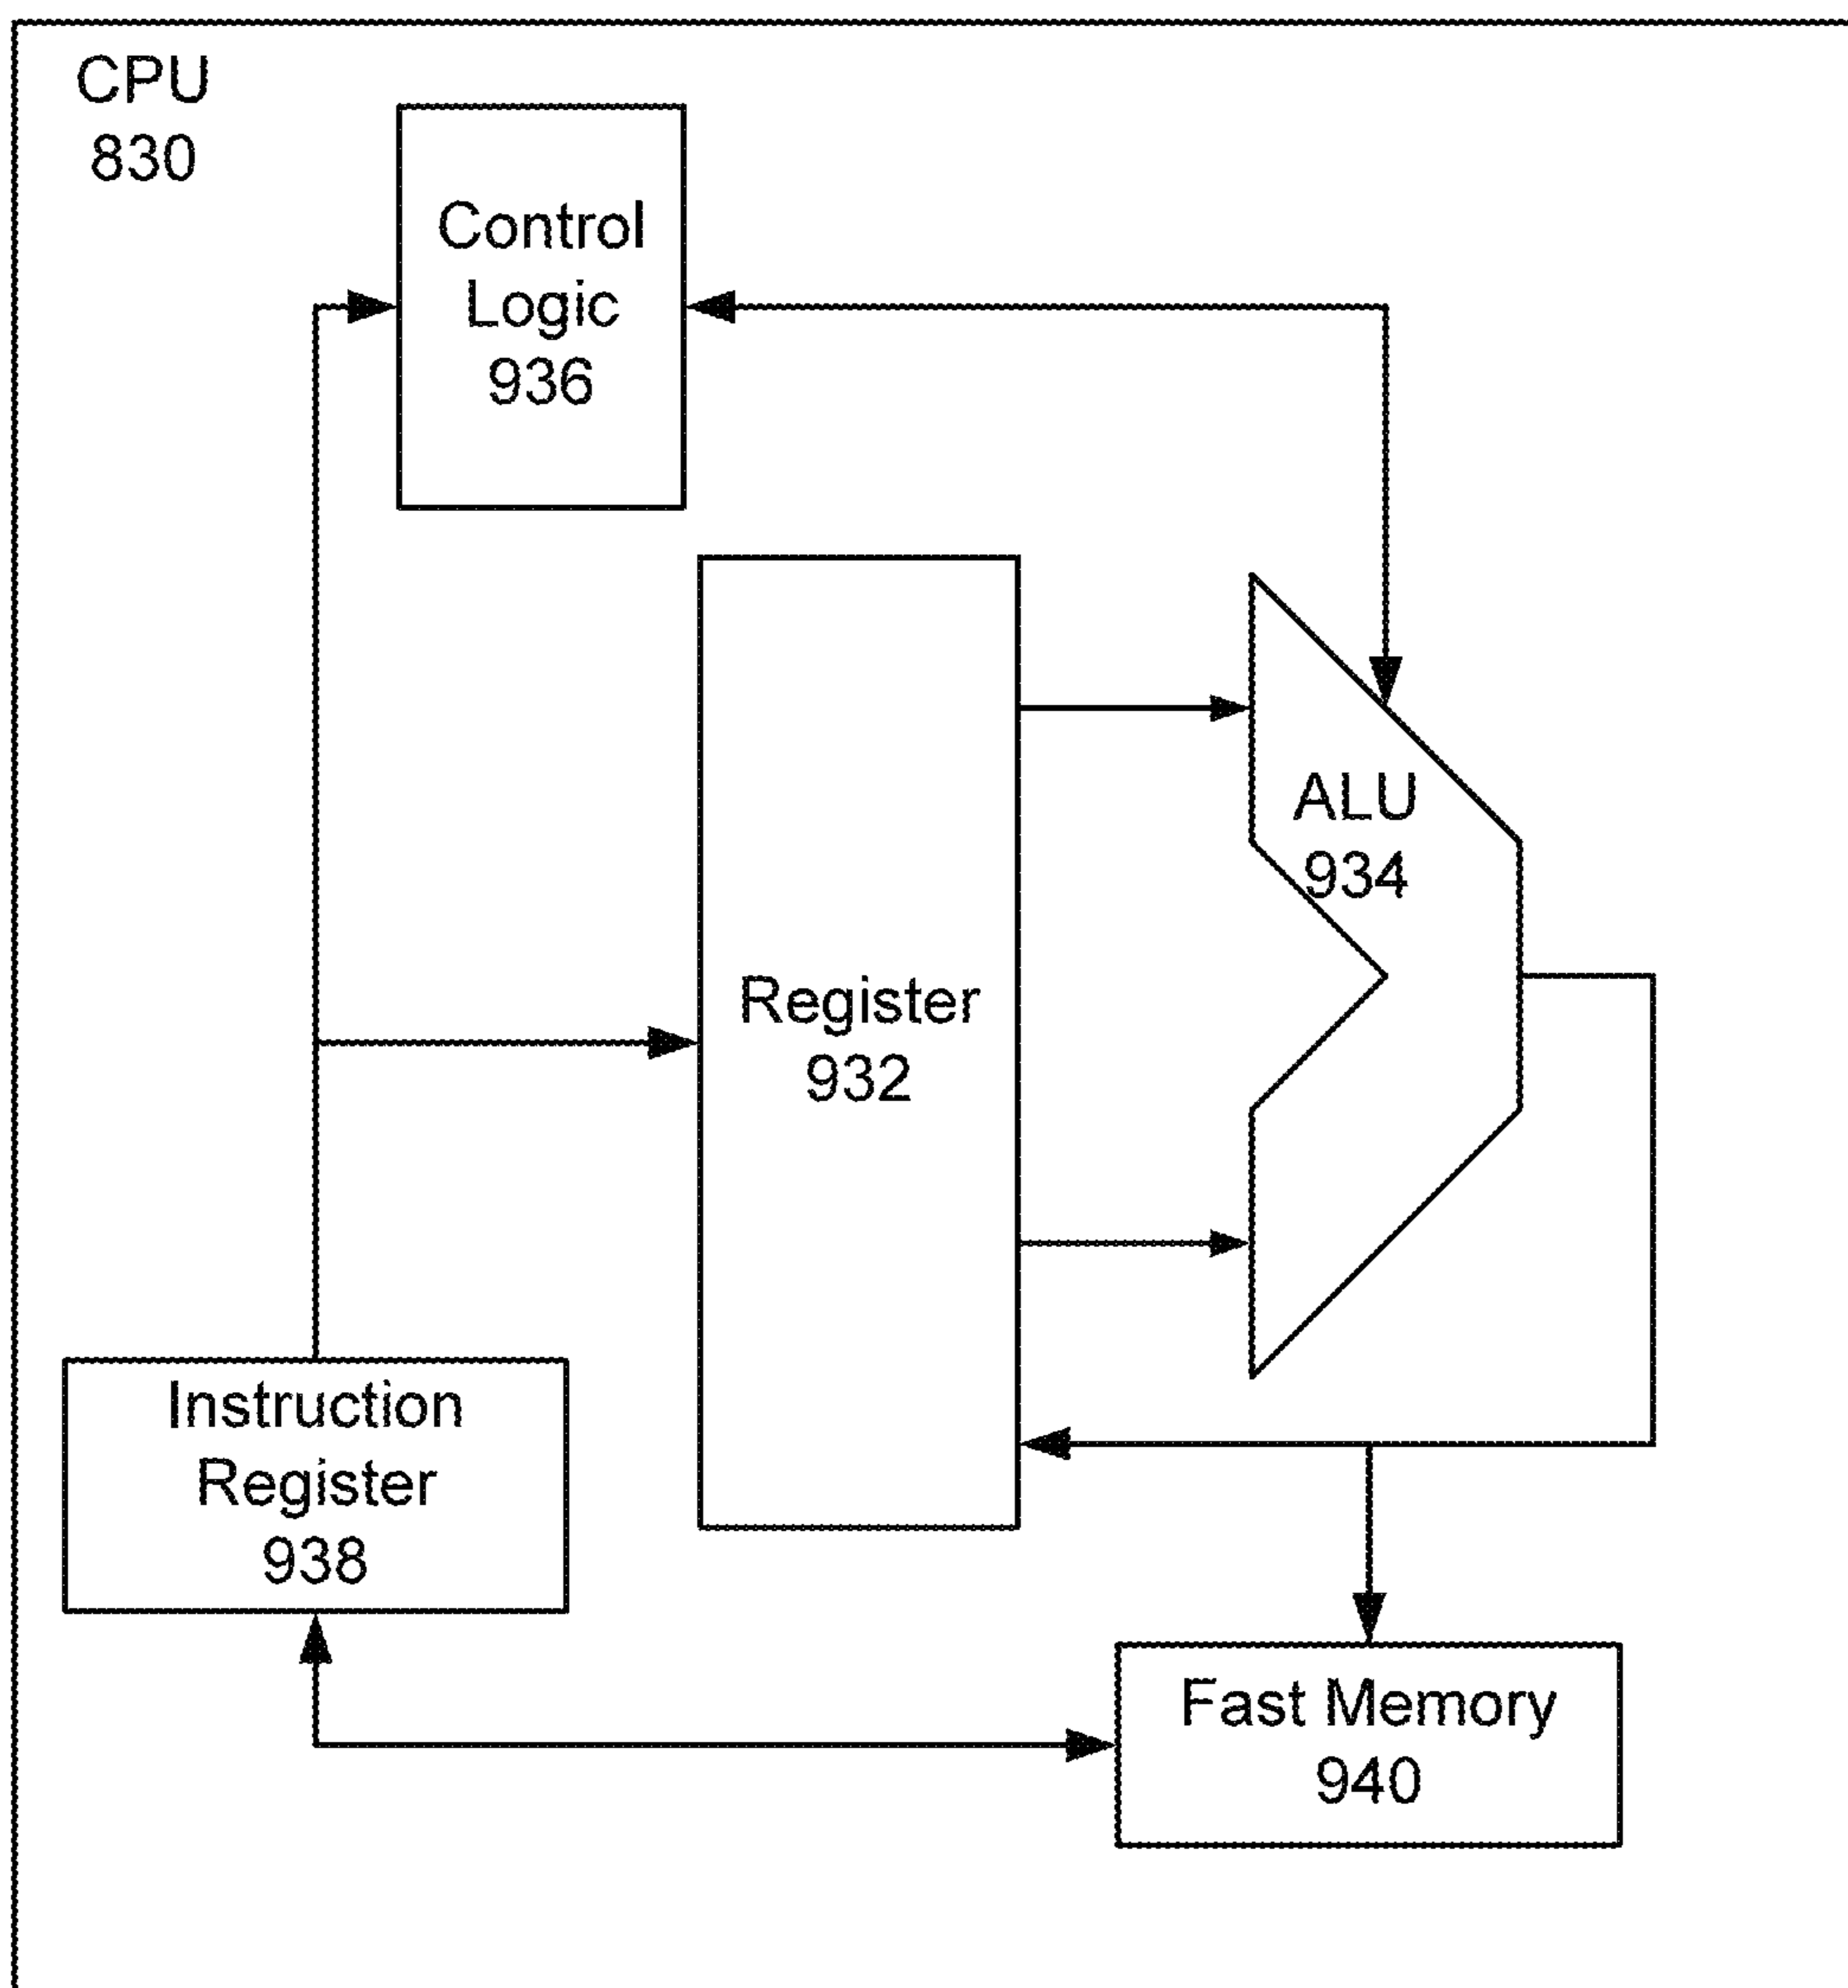 CPU
830
Control
Logic
936
ALU
934
Register
932
Instruction
Register
938
Fast Memory
940